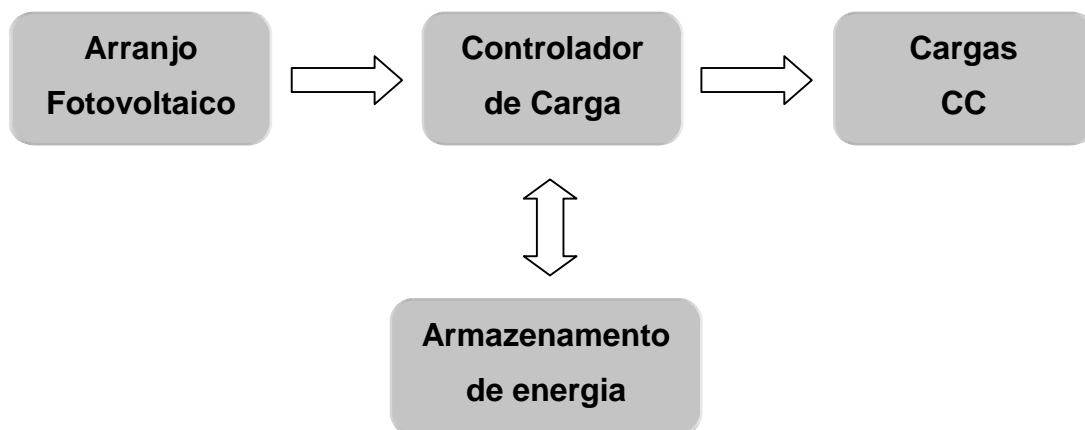 Arranjo
Fotovoltaico
Controlador
de Carga
Cargas
CC
Armazenamento
de energia